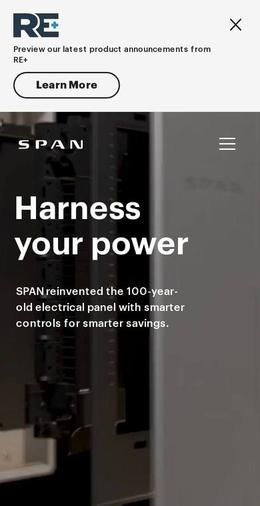 RE+
Preview our latest product announcements from
RE+
Learn More
SPAN
Harness
your power
SPAN reinvented the 100-year-
old electrical panel with smarter
controls for smarter savings.